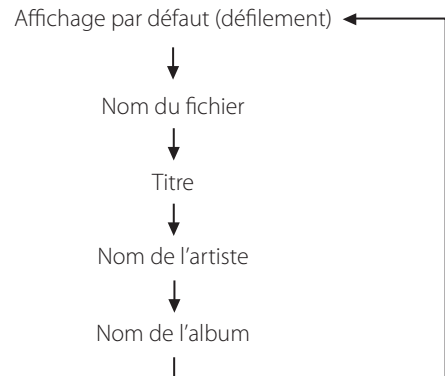 Affichage par défaut (défilement)
Nom du fichier
Titre
Nom de l'artiste
Nom de l'album